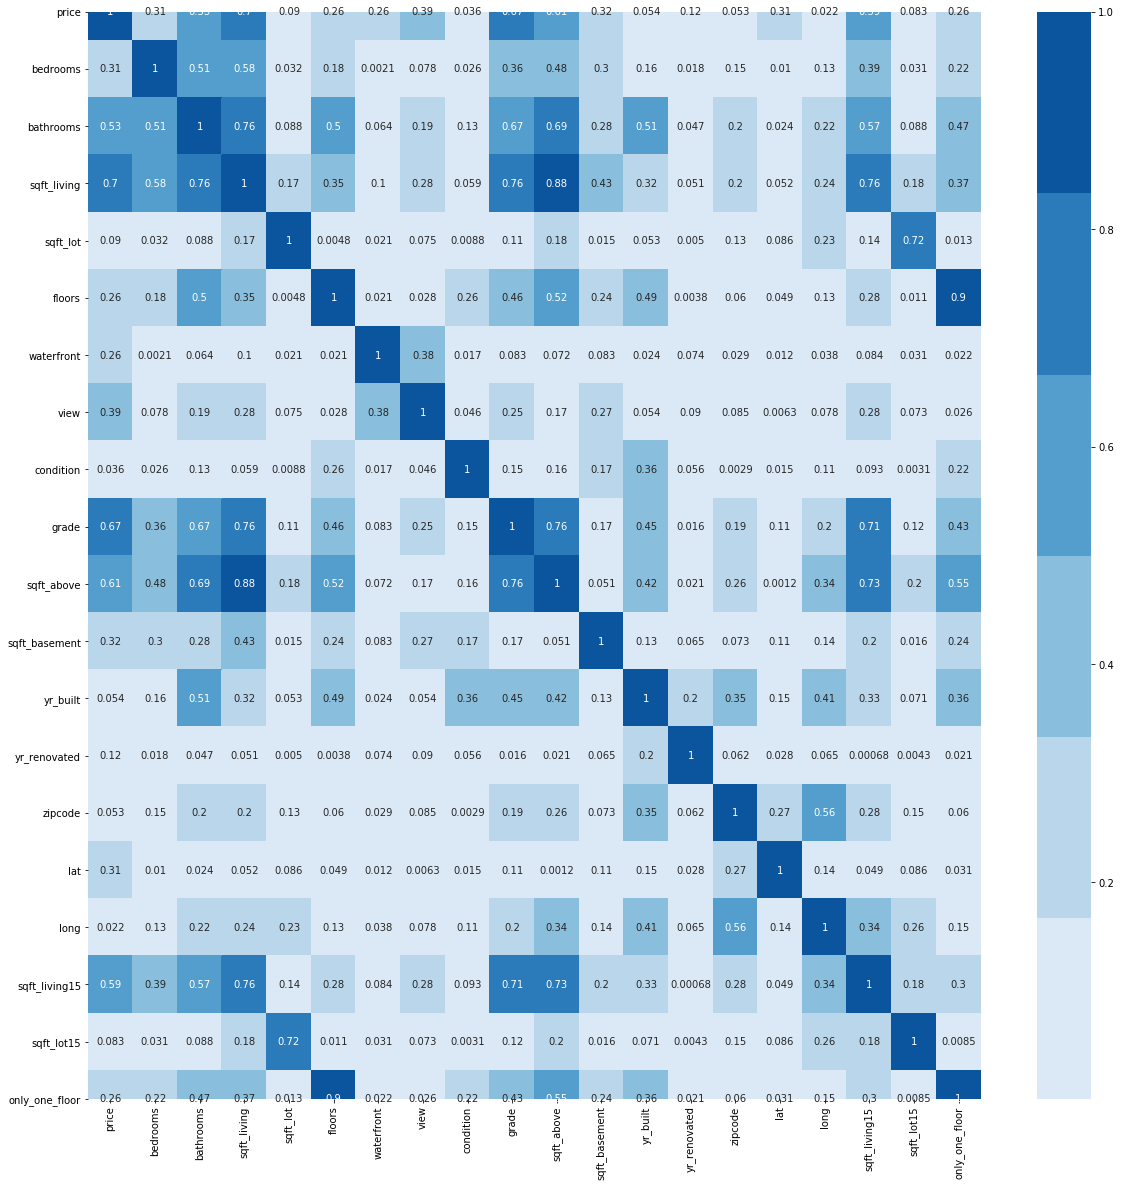 price 1 0.31 0.53 0.7 0.09 0.26 0.26 0.39 0.036 0.67 0.61 0.32 0.054 0.12 0.053 0.31 0.022 0.59 0.083 0.26
bedrooms 0.31 1 0.51 0.58 0.032 0.18 0.0021 0.078 0.026 0.36 0.48 0.3 0.16 0.018 0.15 0.01 0.13 0.39 0.031 0.22
bathrooms 0.53 0.51 1 0.76 0.088 0.5 0.064 0.19 0.13 0.67 0.69 0.28 0.51 0.047 0.2 0.024 0.22 0.57 0.088 0.47
sqft_living 0.7 0.58 0.76 1 0.17 0.35 0.1 0.28 0.059 0.76 0.88 0.43 0.32 0.051 0.2 0.052 0.24 0.76 0.18 0.37
sqft_lot 0.09 0.032 0.088 0.17 1 0.0048 0.021 0.075 0.0088 0.11 0.18 0.015 0.053 0.005 0.13 0.086 0.23 0.14 0.72 0.013
floors 0.26 0.18 0.5 0.35 0.0048 1 0.021 0.028 0.26 0.46 0.52 0.24 0.49 0.0038 0.06 0.049 0.13 0.28 0.011 0.9
waterfront 0.26 0.0021 0.064 0.1 0.021 0.021 1 0.38 0.017 0.083 0.072 0.083 0.024 0.074 0.029 0.012 0.038 0.084 0.031 0.022
view 0.39 0.078 0.19 0.28 0.075 0.028 0.38 1 0.046 0.25 0.17 0.27 0.054 0.09 0.085 0.0063 0.078 0.28 0.073 0.026
condition 0.036 0.026 0.13 0.059 0.0088 0.26 0.017 0.046 1 0.15 0.16 0.17 0.36 0.056 0.0029 0.015 0.11 0.093 0.0031 0.22
grade 0.67 0.36 0.67 0.76 0.11 0.46 0.083 0.25 0.15 1 0.76 0.17 0.45 0.016 0.19 0.11 0.2 0.71 0.12 0.43
sqft_above 0.61 0.48 0.69 0.88 0.18 0.52 0.072 0.17 0.16 0.76 1 0.051 0.42 0.021 0.26 0.0012 0.34 0.73 0.2 0.55
sqft_basement 0.32 0.3 0.28 0.43 0.015 0.24 0.083 0.27 0.17 0.17 0.051 1 0.13 0.065 0.073 0.11 0.14 0.2 0.016 0.24
yr_built 0.054 0.16 0.51 0.32 0.053 0.49 0.024 0.054 0.36 0.45 0.42 0.13 1 0.2 0.35 0.15 0.41 0.33 0.071 0.36
yr_renovated 0.12 0.018 0.047 0.051 0.005 0.0038 0.074 0.09 0.056 0.016 0.021 0.065 0.2 1 0.062 0.028 0.065 0.00068 0.0043 0.021
zipcode 0.053 0.15 0.2 0.2 0.13 0.06 0.029 0.085 0.0029 0.19 0.26 0.073 0.35 0.062 1 0.27 0.56 0.28 0.15 0.06
lat 0.31 0.01 0.024 0.052 0.086 0.049 0.012 0.0063 0.015 0.11 0.0012 0.11 0.15 0.028 0.27 1 0.14 0.049 0.086 0.031
long 0.022 0.13 0.22 0.24 0.23 0.13 0.038 0.078 0.11 0.2 0.34 0.14 0.41 0.065 0.56 0.14 1 0.34 0.26 0.15
sqft_living15 0.59 0.39 0.57 0.76 0.14 0.28 0.084 0.28 0.093 0.71 0.73 0.2 0.33 0.00068 0.28 0.049 0.34 1 0.18 0.3
sqft_lot15 0.083 0.031 0.088 0.18 0.72 0.011 0.031 0.073 0.0031 0.12 0.2 0.016 0.071 0.0043 0.15 0.086 0.26 0.18 1 0.0085
only_one_floor 0.26 0.22 0.47 0.37 0.013 0.9 0.022 0.026 0.22 0.43 0.55 0.24 0.36 0.021 0.06 0.031 0.15 0.3 0.0085 1
price
bedrooms
bathrooms
sqft_living
sqft_lot
floors
waterfront
view
condition
grade
sqft_above
sqft_basement
yr_built
yr_renovated
zipcode
lat
long
sqft_living15
sqft_lot15
only_one_floor
1.0
0.8
0.6
0.4
0.2